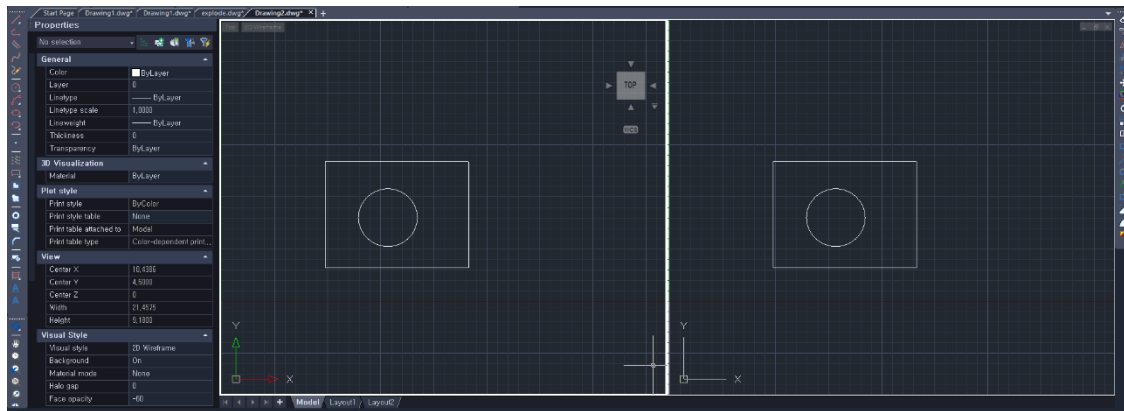 Start Page Drawing1.dwg* Drawing1.dwg* explode.dwg* Drawing2.dwg* × +
Properties
No selection
General
Color ByLayer
Layer 0
Linetype ByLayer
Linetype scale 1,0000
Lineweight ByLayer
Thickness 0
Transparency ByLayer
3D Visualization
Material ByLayer
Plot style
Print style ByColor
Print style table None
Print table attached to Model
Print table type Color-dependent print...
View
Center X
Center Y 4,5000
Center Z 0
Width 21,4575
Height 9,1800
Visual Style
Visual style 2D Wireframe
Background On
Material mode None
Halo gap 0
Face opacity -60
TOP
Y
X
Y
X
Model Layout1 Layout2